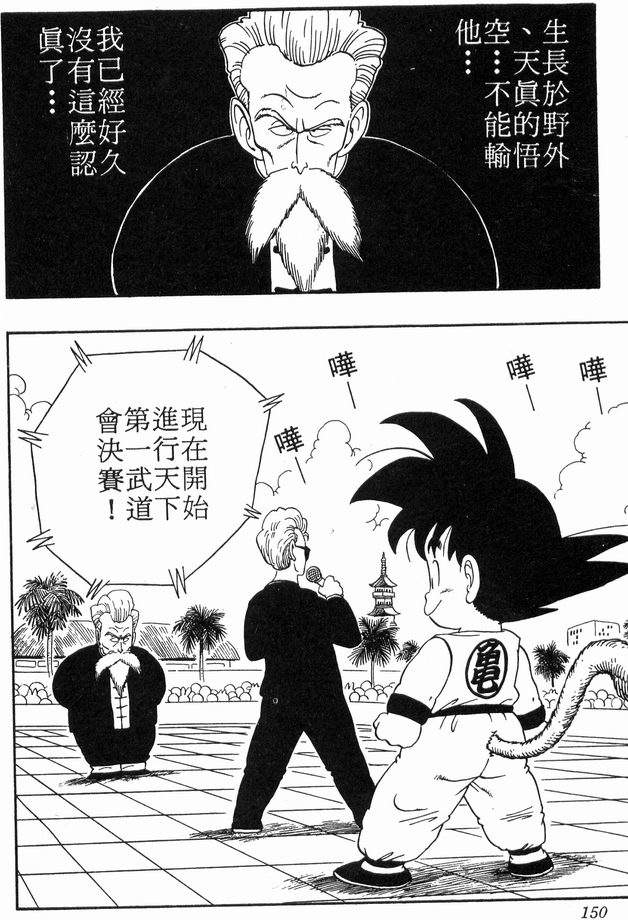 生長於野外
、天眞的悟
空…不能輸
他…
我已經好久
沒有這麼認
眞了…
嘩—
嘩—
嘩—
嘩—
現在開始
進行天下
第一武道
會決賽！
龜
150